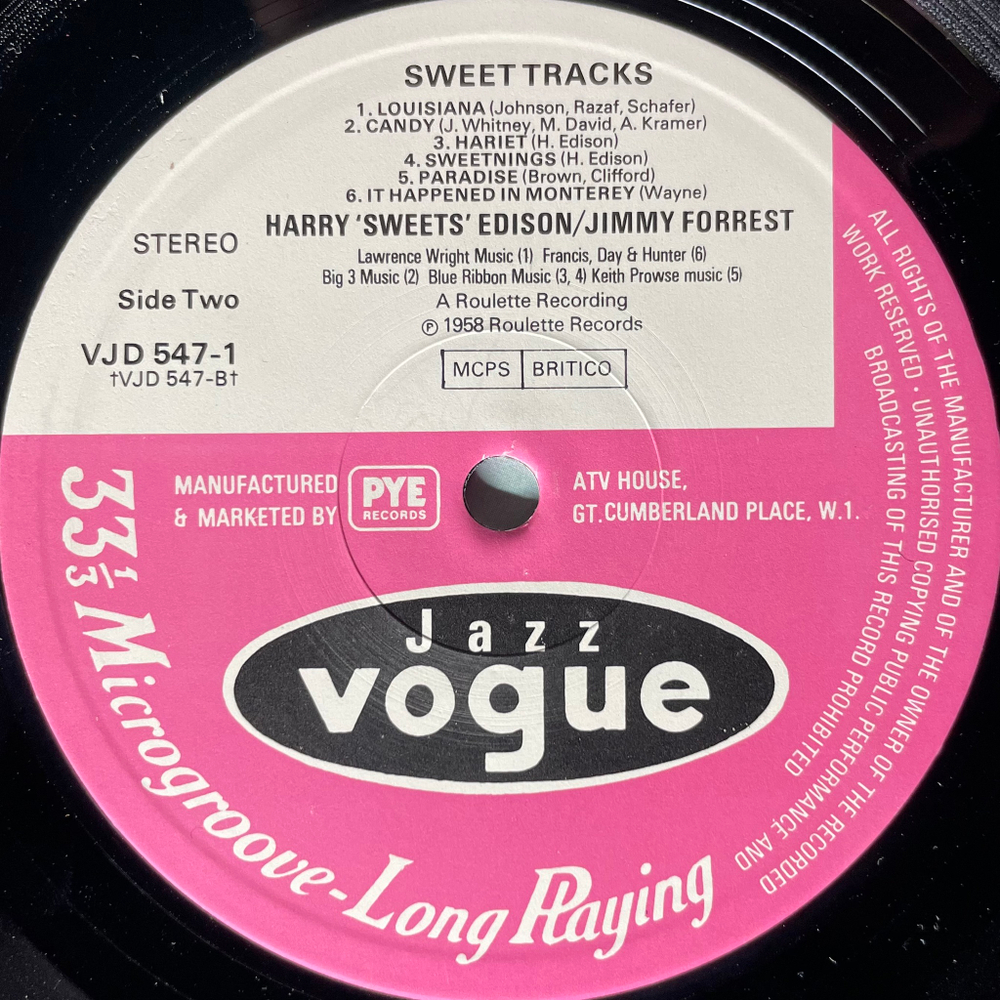 SWEET TRACKS
1. LOUISIANA (Johnson, Razaf, Schafer)
2. CANDY (J. Whitney, M. David, A. Kramer)
3. HARIET (H. Edison)
4. SWEETNINGS (H. Edison)
5. PARADISE (Brown, Clifford)
6. IT HAPPENED IN MONTEREY (Wayne)
HARRY 'SWEETS' EDISON/JIMMY FORREST
STEREO
Lawrence Wright Music (1) Francis, Day & Hunter (6)
Big 3 Music (2) Blue Ribbon Music (3, 4) Keith Prowse music (5)
Side Two
A Roulette Recording
℗ 1958 Roulette Records
VJD 547-1
†VJD 547-B†
MCPS BRITICO
MANUFACTURED
& MARKETED BY
PYE
RECORDS
ATV HOUSE,
GT. CUMBERLAND PLACE, W.1.
Jazz
vogue
33⅓ Microgroove-Long Playing
ALL RIGHTS OF THE MANUFACTURER AND OF THE OWNER OF THE RECORDED
WORK RESERVED · UNAUTHORISED COPYING PUBLIC PERFORMANCE AND
BROADCASTING OF THIS RECORD PROHIBITED